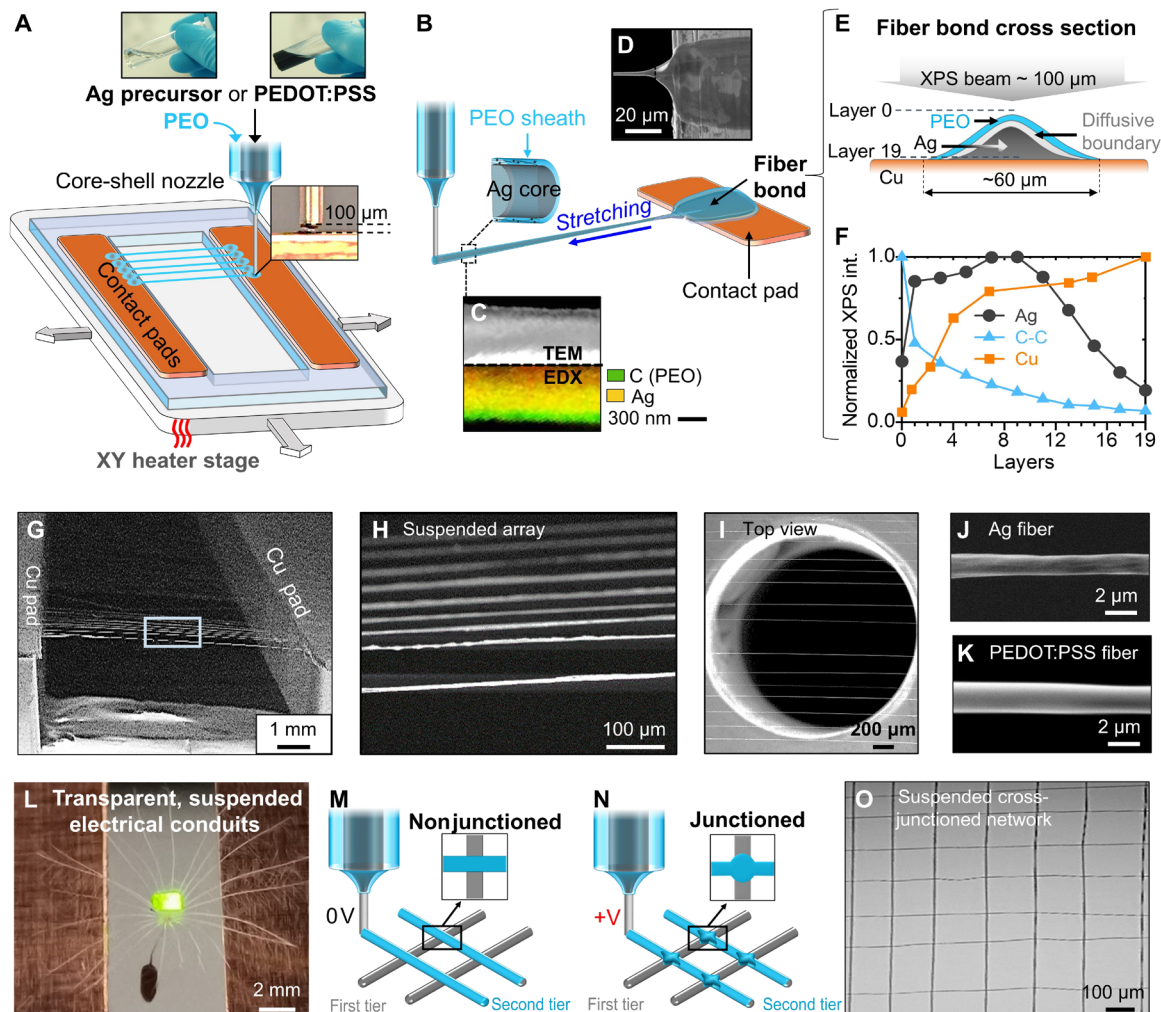 A
Ag precursor or PEDOT:PSS
PEO
Core-shell nozzle
100 µm
Contact pads
XY heater stage
B
D
20 µm
PEO sheath
Ag core
Fiber
bond
Stretching
Contact pad
C
TEM
EDX
C (PEO)
Ag
300 nm
E
Fiber bond cross section
XPS beam ~ 100 µm
Layer 0
PEO
Diffusive
boundary
Ag
Layer 19
Cu
~60 µm
F
Normalized XPS int.
1.0
0.5
0.0
Ag
C-C
Cu
0
4
8
12
16
19
Layers
G
Cu pad
Cu pad
1 mm
H Suspended array
100 µm
I Top view
200 µm
J Ag fiber
2 µm
K PEDOT:PSS fiber
2 µm
L Transparent, suspended
electrical conduits
2 mm
M
Nonjunctioned
0 V
First tier
Second tier
N
Junctioned
+V
First tier
Second tier
O Suspended cross-
junctioned network
100 µm